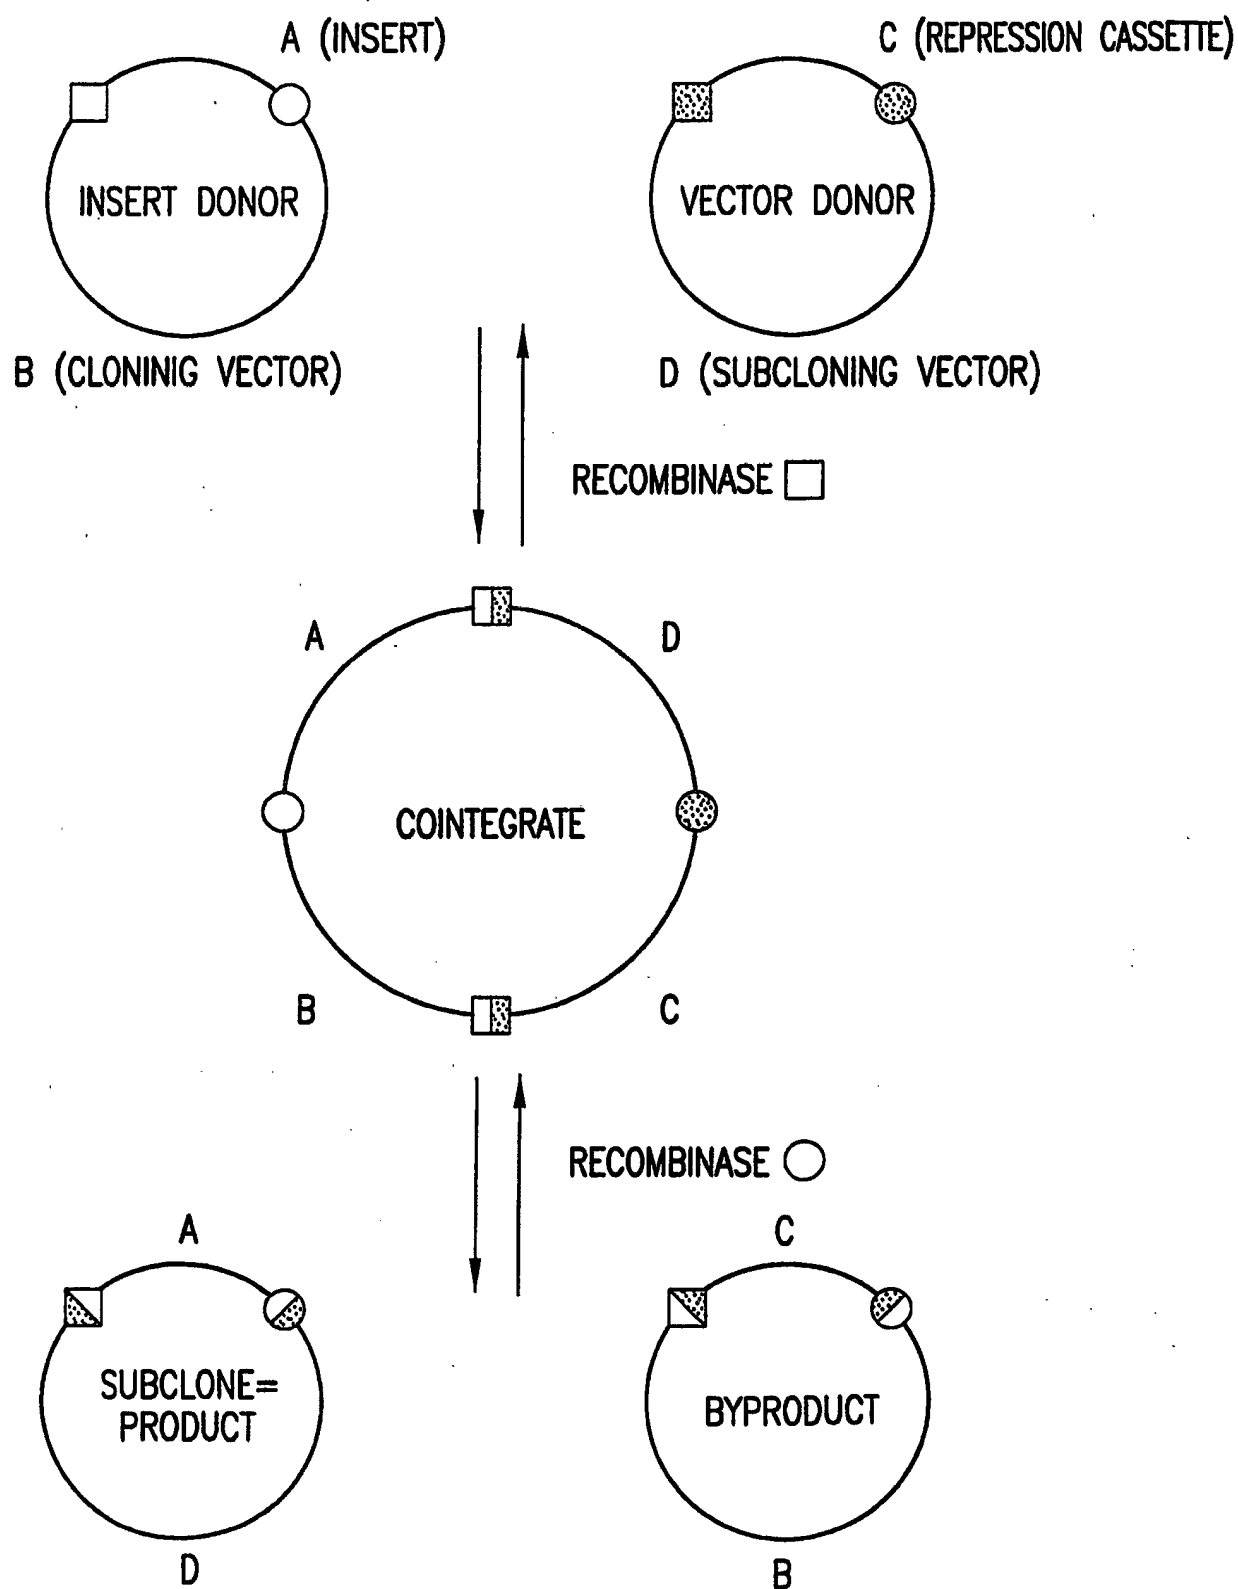 A (INSERT)
C (REPRESSION CASSETTE)
INSERT DONOR
VECTOR DONOR
B (CLONINIG VECTOR)
D (SUBCLONING VECTOR)
RECOMBINASE
A
D
COINTEGRATE
B
C
RECOMBINASE
A
C
SUBCLONE=
PRODUCT
BYPRODUCT
D
B